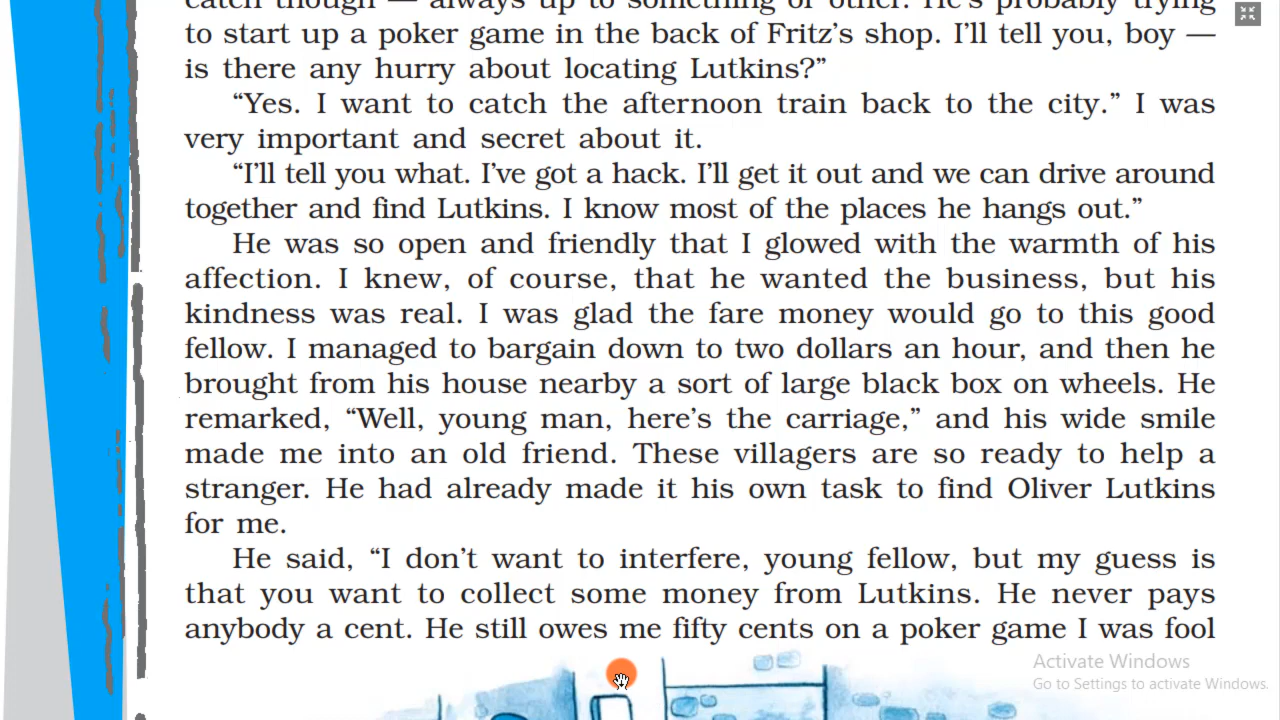 catch though — always up to something or other. He's probably trying
to start up a poker game in the back of Fritz's shop. I'll tell you, boy —
is there any hurry about locating Lutkins?”
“Yes. I want to catch the afternoon train back to the city.” I was
very important and secret about it.
“I'll tell you what. I've got a hack. I'll get it out and we can drive around
together and find Lutkins. I know most of the places he hangs out.”
He was so open and friendly that I glowed with the warmth of his
affection. I knew, of course, that he wanted the business, but his
kindness was real. I was glad the fare money would go to this good
fellow. I managed to bargain down to two dollars an hour, and then he
brought from his house nearby a sort of large black box on wheels. He
remarked, “Well, young man, here's the carriage,” and his wide smile
made me into an old friend. These villagers are so ready to help a
stranger. He had already made it his own task to find Oliver Lutkins
for me.
He said, “I don't want to interfere, young fellow, but my guess is
that you want to collect some money from Lutkins. He never pays
anybody a cent. He still owes me fifty cents on a poker game I was fool
Activate Windows
Go to Settings to activate Windows.